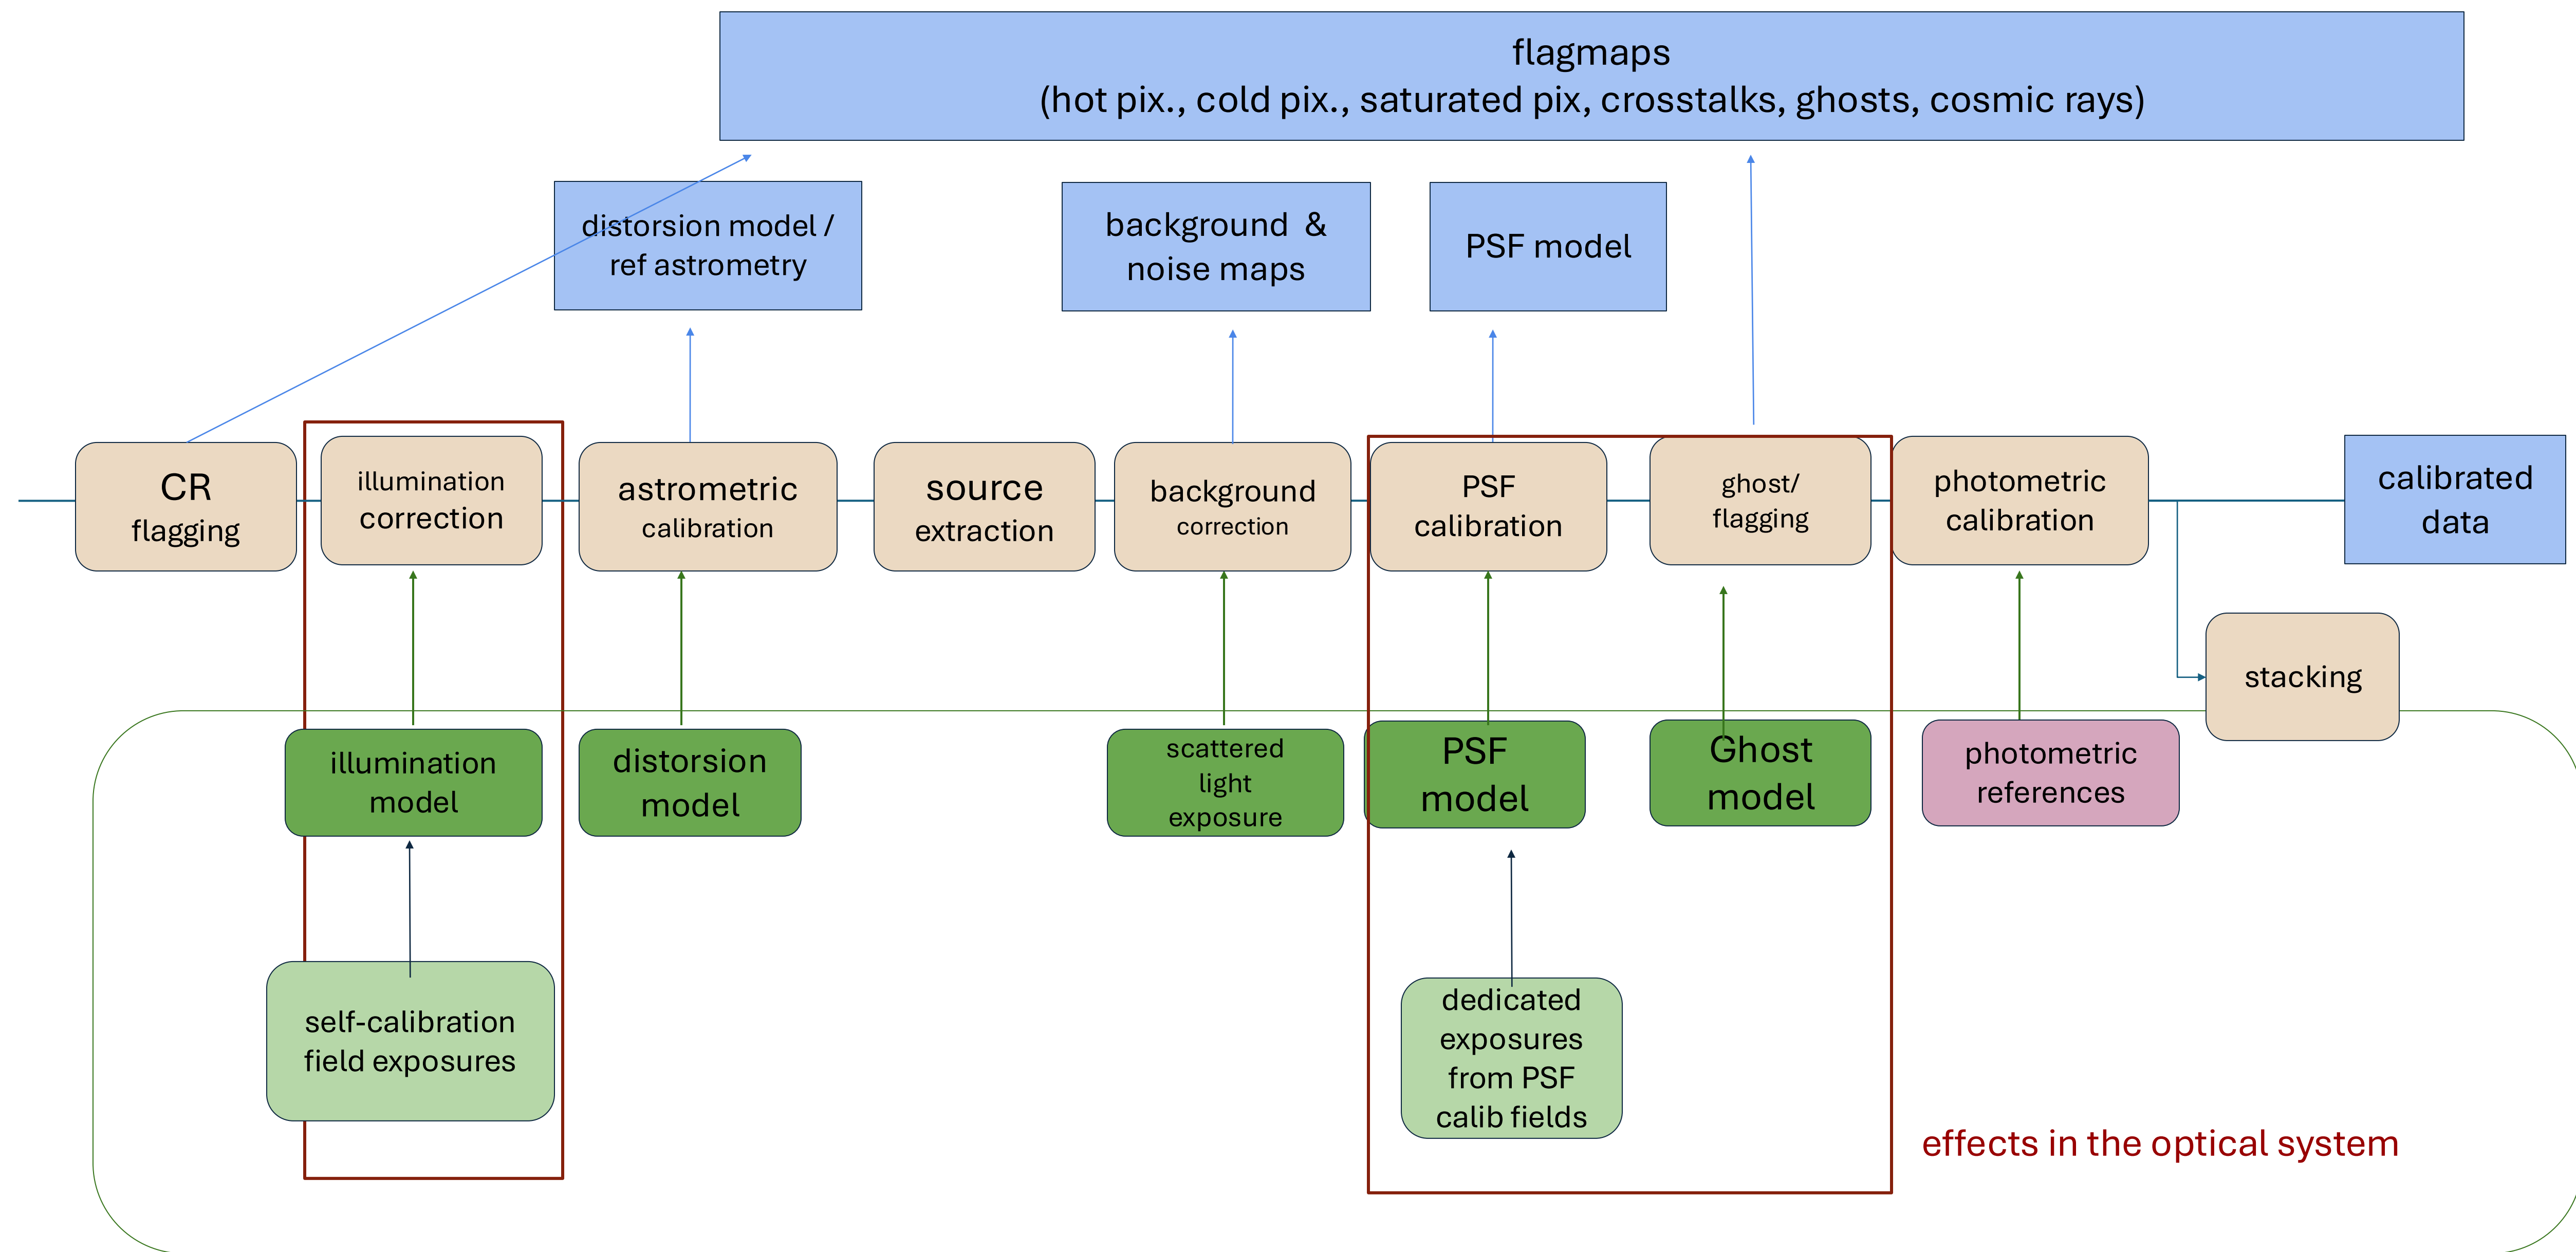 flagmaps
(hot pix., cold pix., saturated pix, crosstalks, ghosts, cosmic rays)
distorsion model /
ref astrometry
background &
noise maps
PSF model
CR
flagging
illumination
correction
astrometric
calibration
source
extraction
background
correction
PSF
calibration
ghost/
flagging
photometric
calibration
calibrated
data
stacking
illumination
model
distorsion
model
scattered
light
exposure
PSF
model
Ghost
model
photometric
references
self-calibration
field exposures
dedicated
exposures
from PSF
calib fields
effects in the optical system